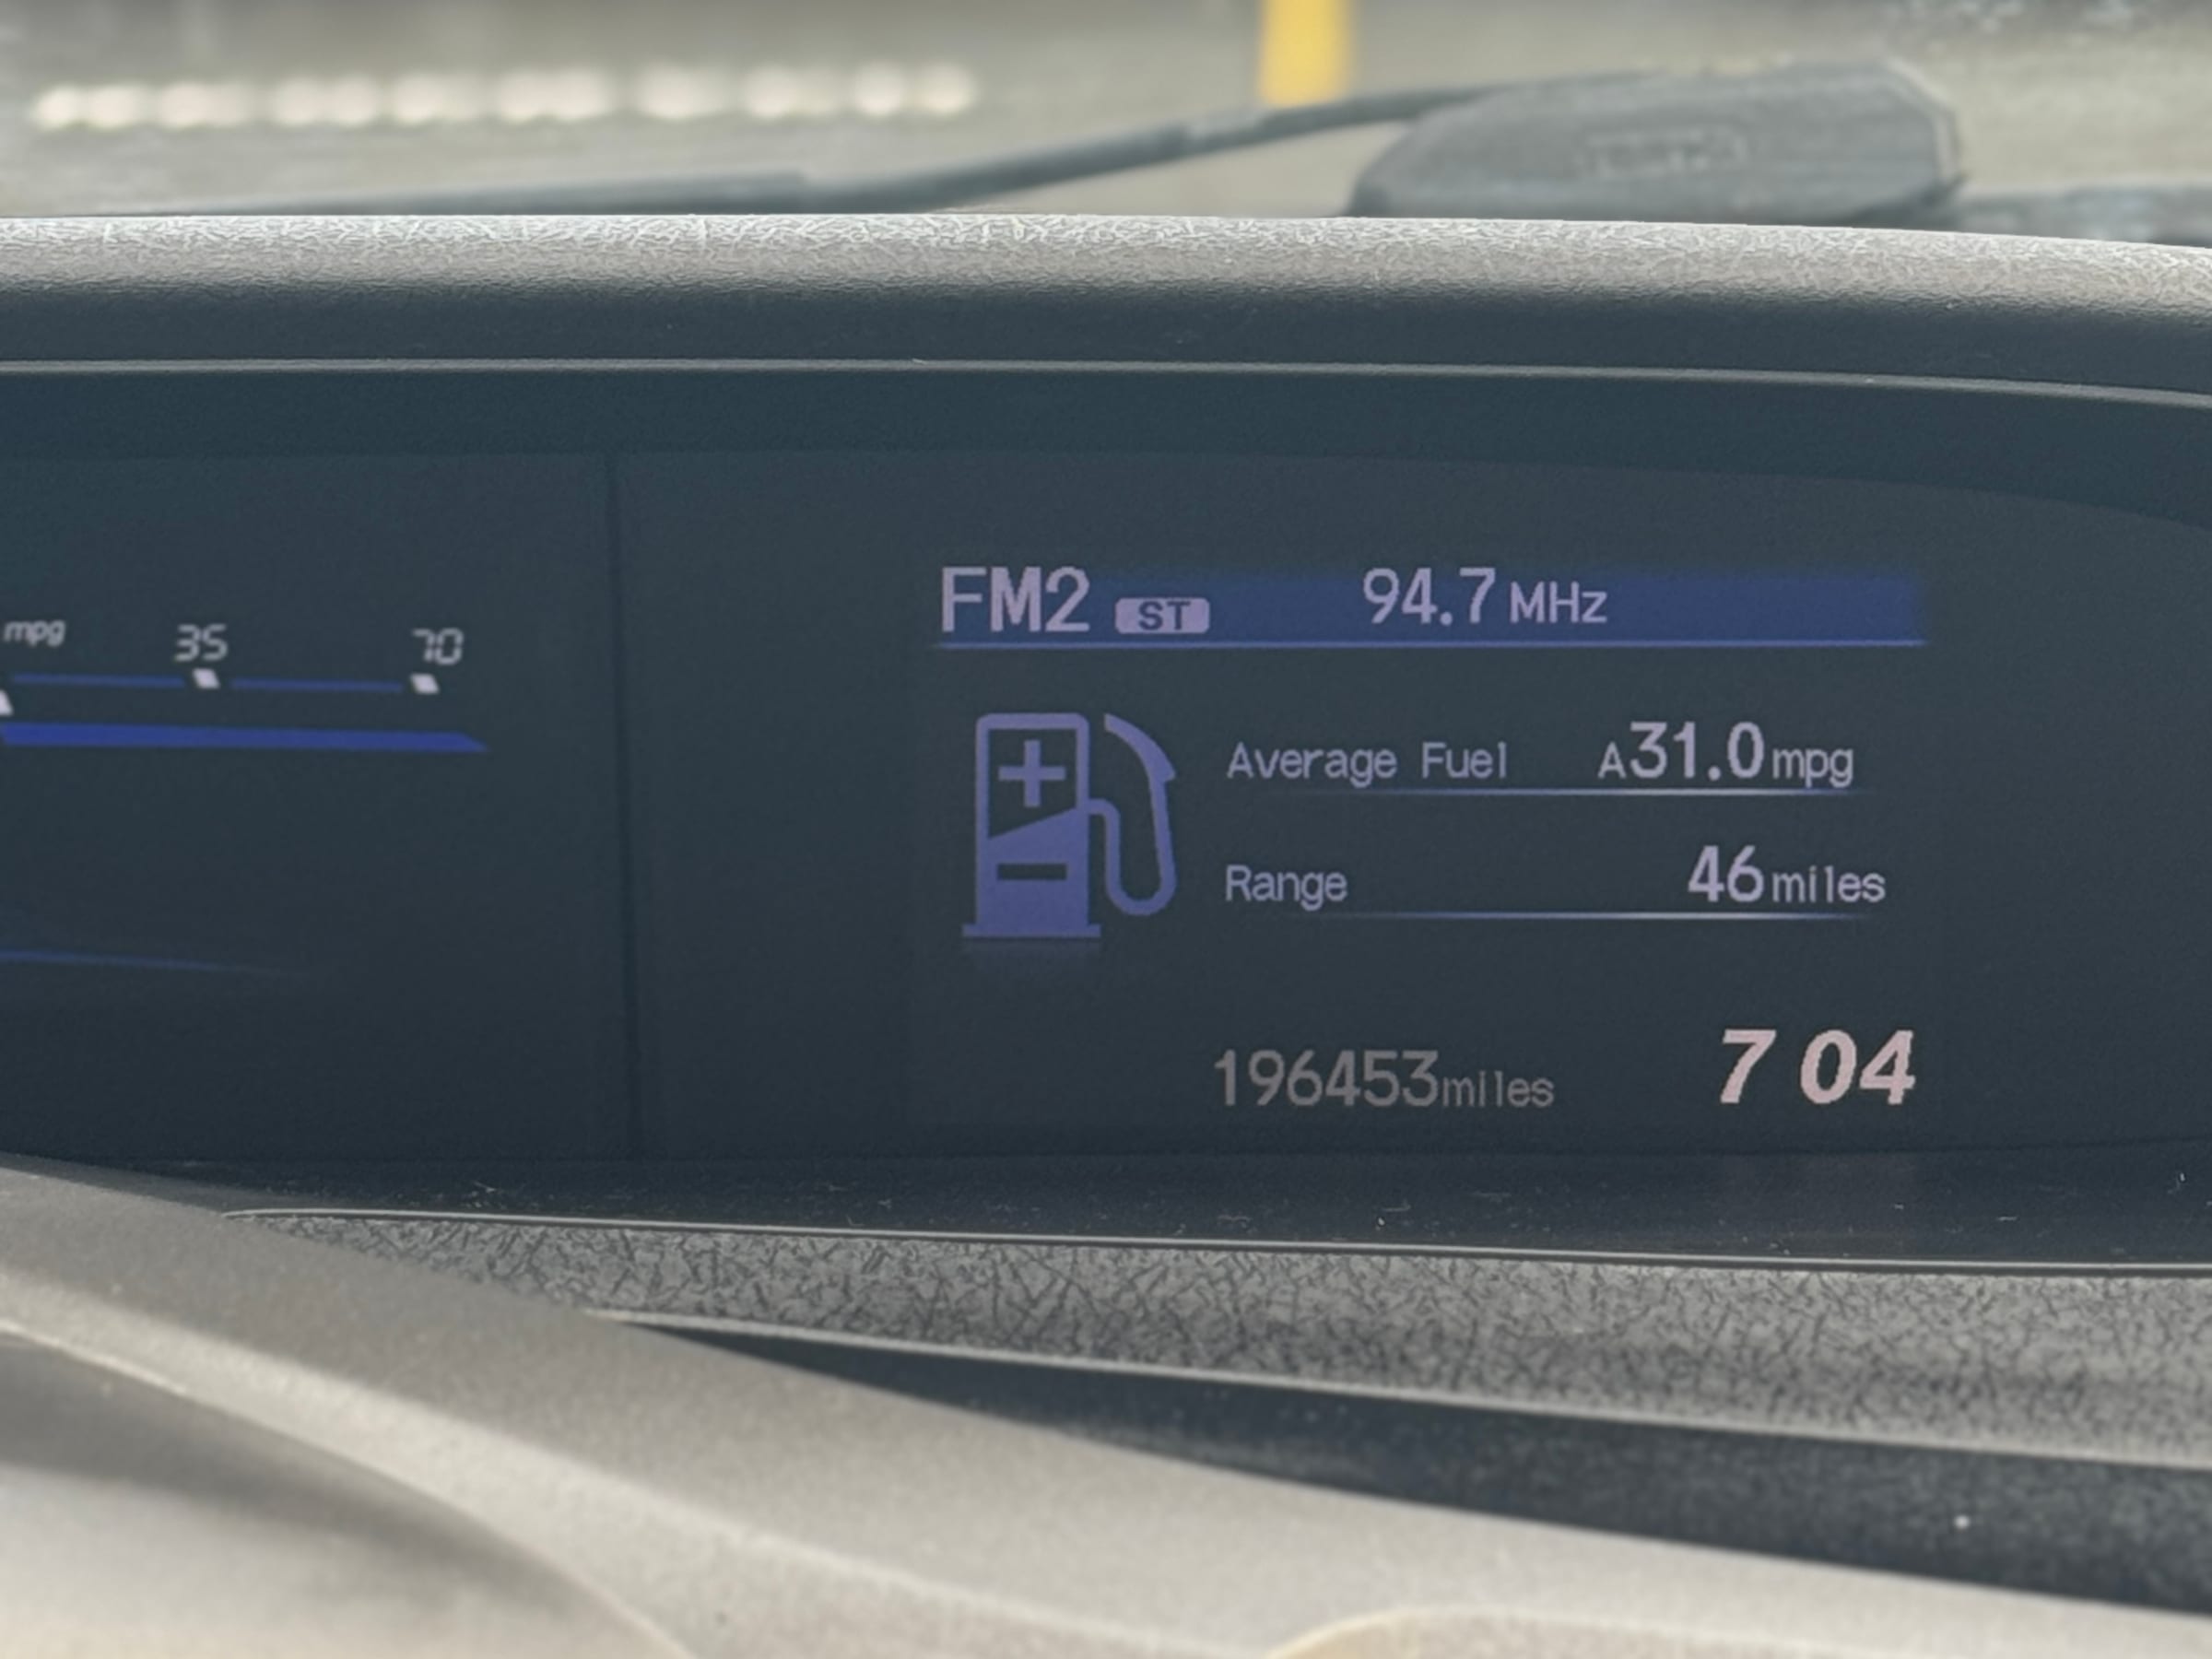 mpg 35 70
FM2 ST 94.7 MHz
Average Fuel A31.0 mpg
Range 46 miles
196453 miles 7 04